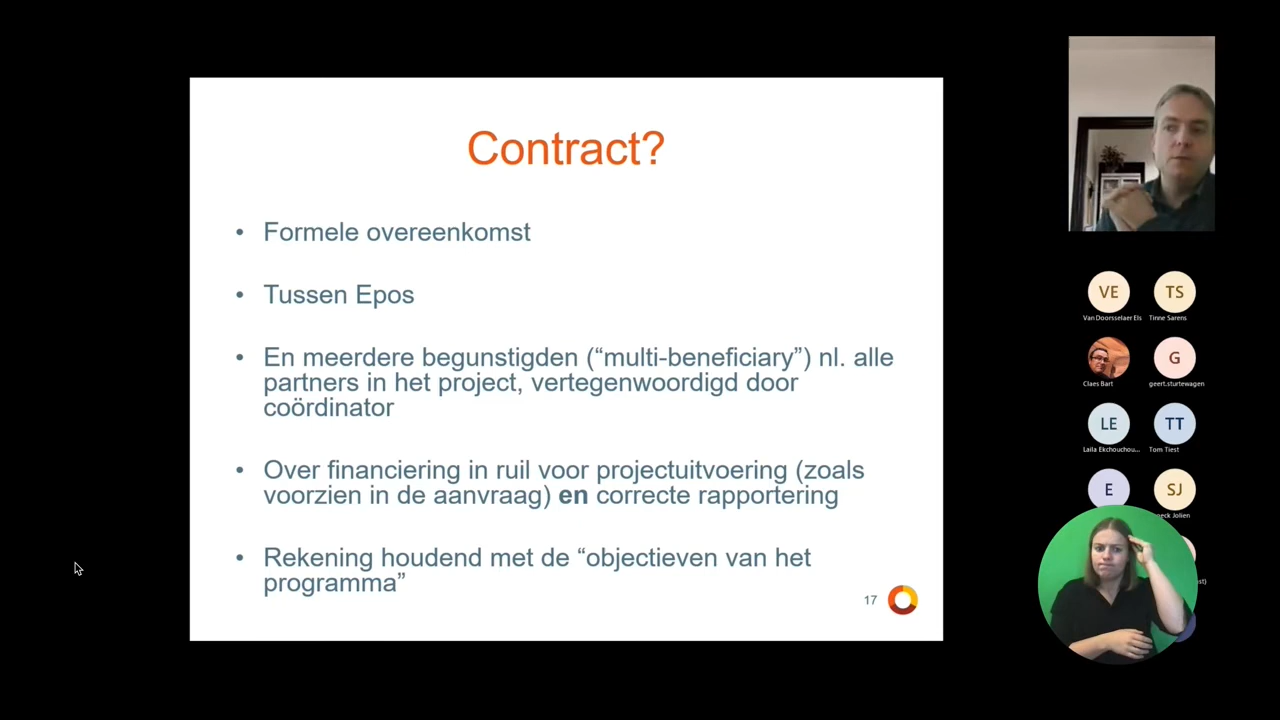 Contract?
• Formele overeenkomst
• Tussen Epos
• En meerdere begunstigden (“multi-beneficiary”) nl. alle
partners in het project, vertegenwoordigd door
coördinator
• Over financiering in ruil voor projectuitvoering (zoals
voorzien in de aanvraag) en correcte rapportering
• Rekening houdend met de “objectieven van het
programma”
17
VE
TS
Van Doorsselaer Els
Tinne Sarens
G
Claes Bart
geert.sturtewagen
LE
TT
Laila Ekchouchou...
Tom Tiest
E
SJ
Jolien